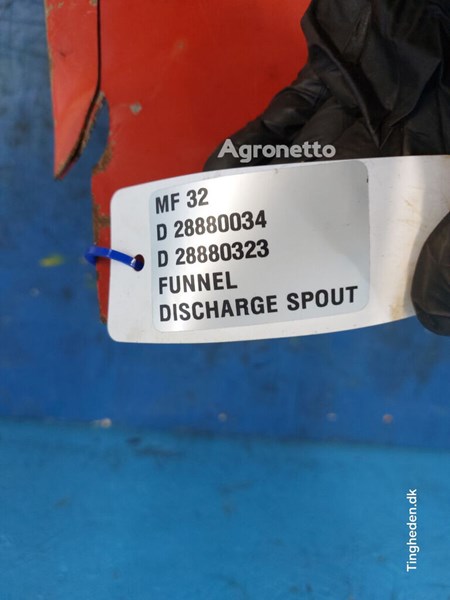 Agronetto
MF 32
D 28880034
D 28880323
FUNNEL
DISCHARGE SPOUT
Tingheden.dk